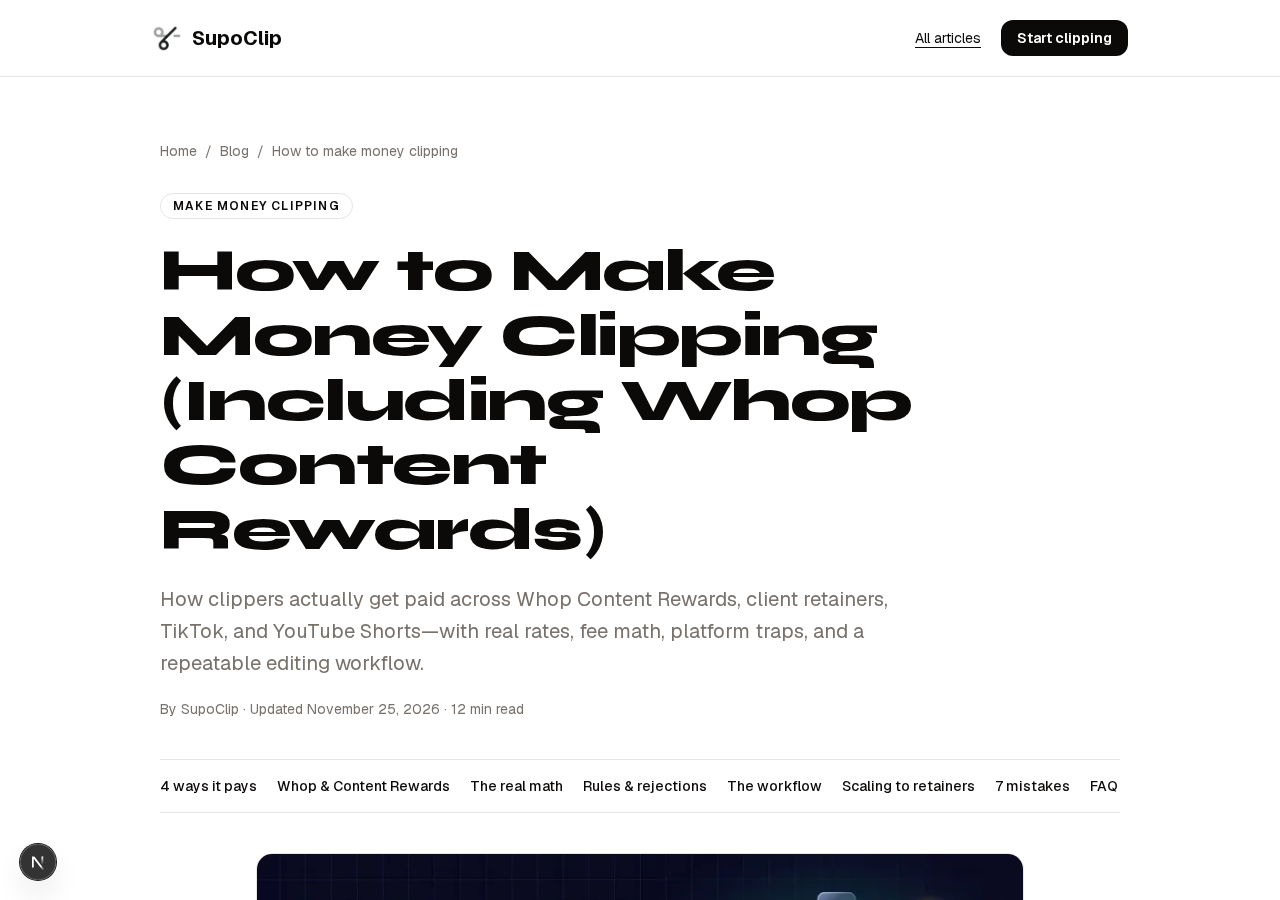 SupoClip
All articles
Start clipping
Home / Blog / How to make money clipping
MAKE MONEY CLIPPING
How to Make
Money Clipping
(Including Whop
Content
Rewards)
How clippers actually get paid across Whop Content Rewards, client retainers,
TikTok, and YouTube Shorts—with real rates, fee math, platform traps, and a
repeatable editing workflow.
By SupoClip · Updated November 25, 2026 · 12 min read
4 ways it pays
Whop & Content Rewards
The real math
Rules & rejections
The workflow
Scaling to retainers
7 mistakes
FAQ
N